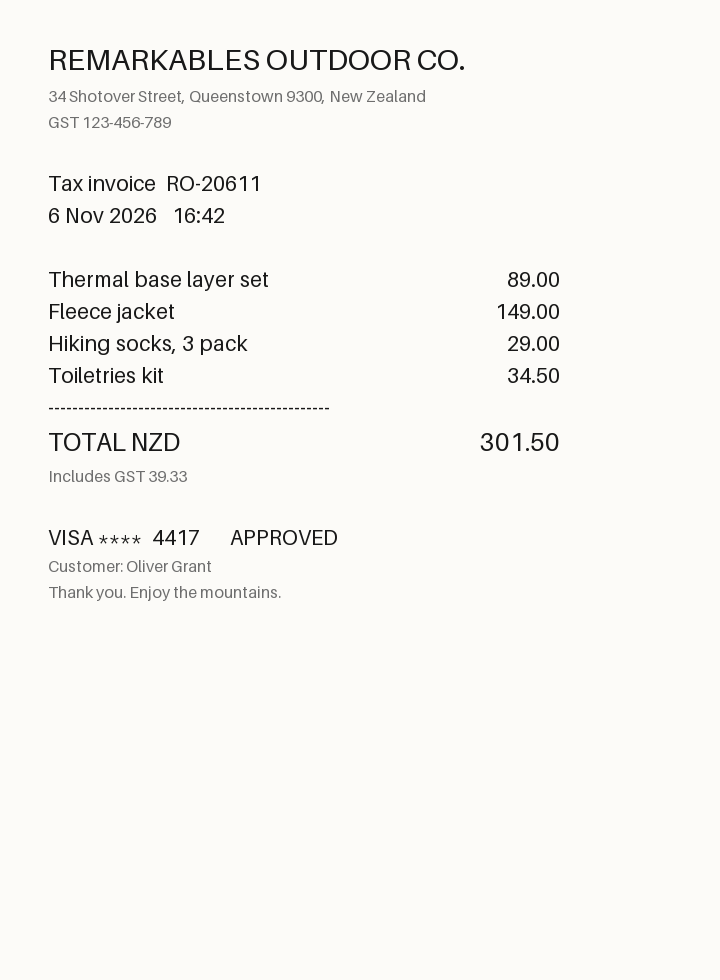 REMARKABLES OUTDOOR CO.
34 Shotover Street, Queenstown 9300, New Zealand
GST 123-456-789
Tax invoice RO-20611
6 Nov 2026 16:42
Thermal base layer set 89.00
Fleece jacket 149.00
Hiking socks, 3 pack 29.00
Toiletries kit 34.50
-----------------------------------------------
TOTAL NZD 301.50
Includes GST 39.33
VISA **** 4417 APPROVED
Customer: Oliver Grant
Thank you. Enjoy the mountains.